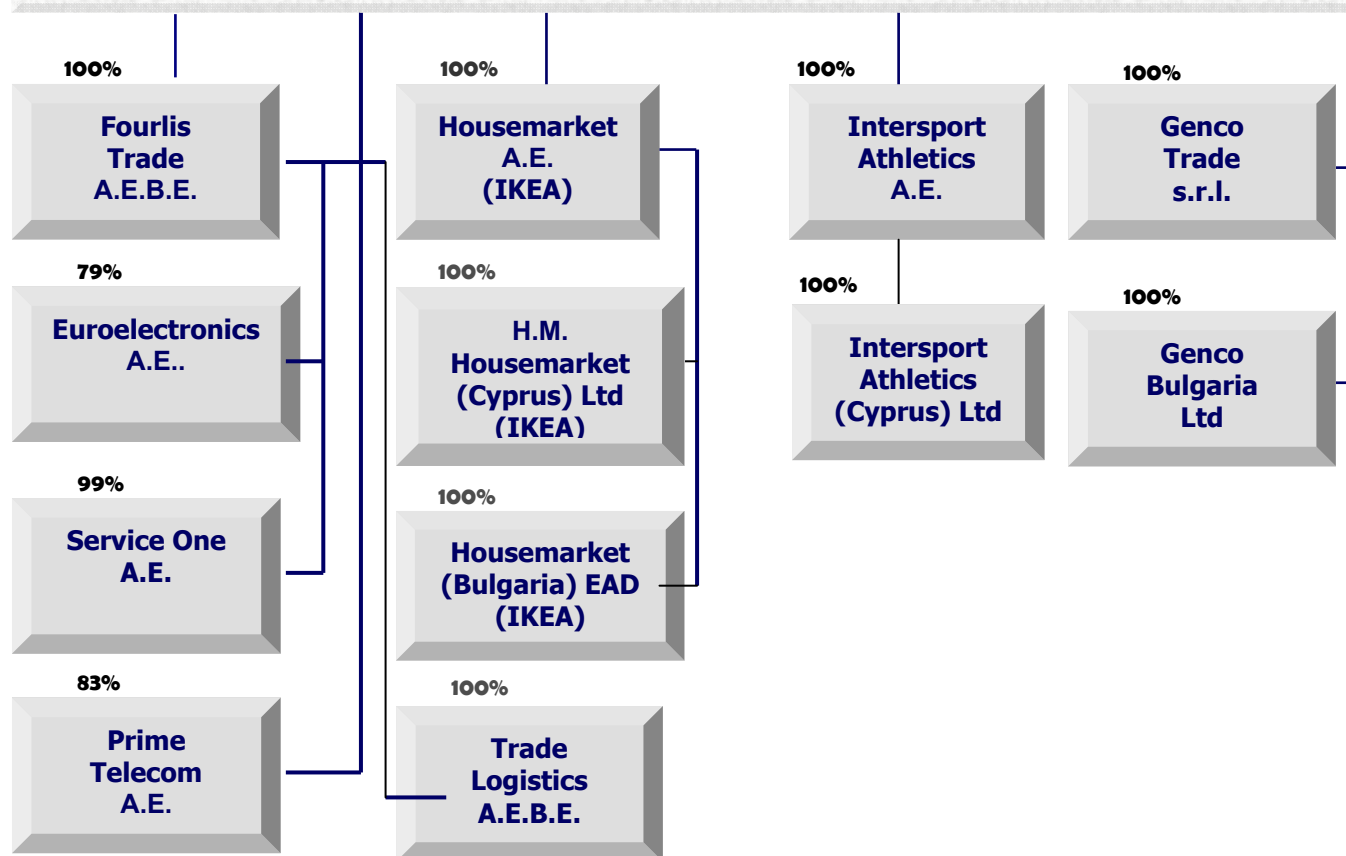 100%
Fourlis
Trade
A.E.B.E.
79%
Euroelectronics
A.E..
99%
Service One
A.E.
83%
Prime
Telecom
A.E.
100%
Housemarket
A.E.
(IKEA)
100%
H.M.
Housemarket
(Cyprus) Ltd
(IKEA)
100%
Housemarket
(Bulgaria) EAD
(IKEA)
100%
Trade
Logistics
A.E.B.E.
100%
Intersport
Athletics
A.E.
100%
Intersport
Athletics
(Cyprus) Ltd
100%
Genco
Trade
s.r.l.
100%
Genco
Bulgaria
Ltd